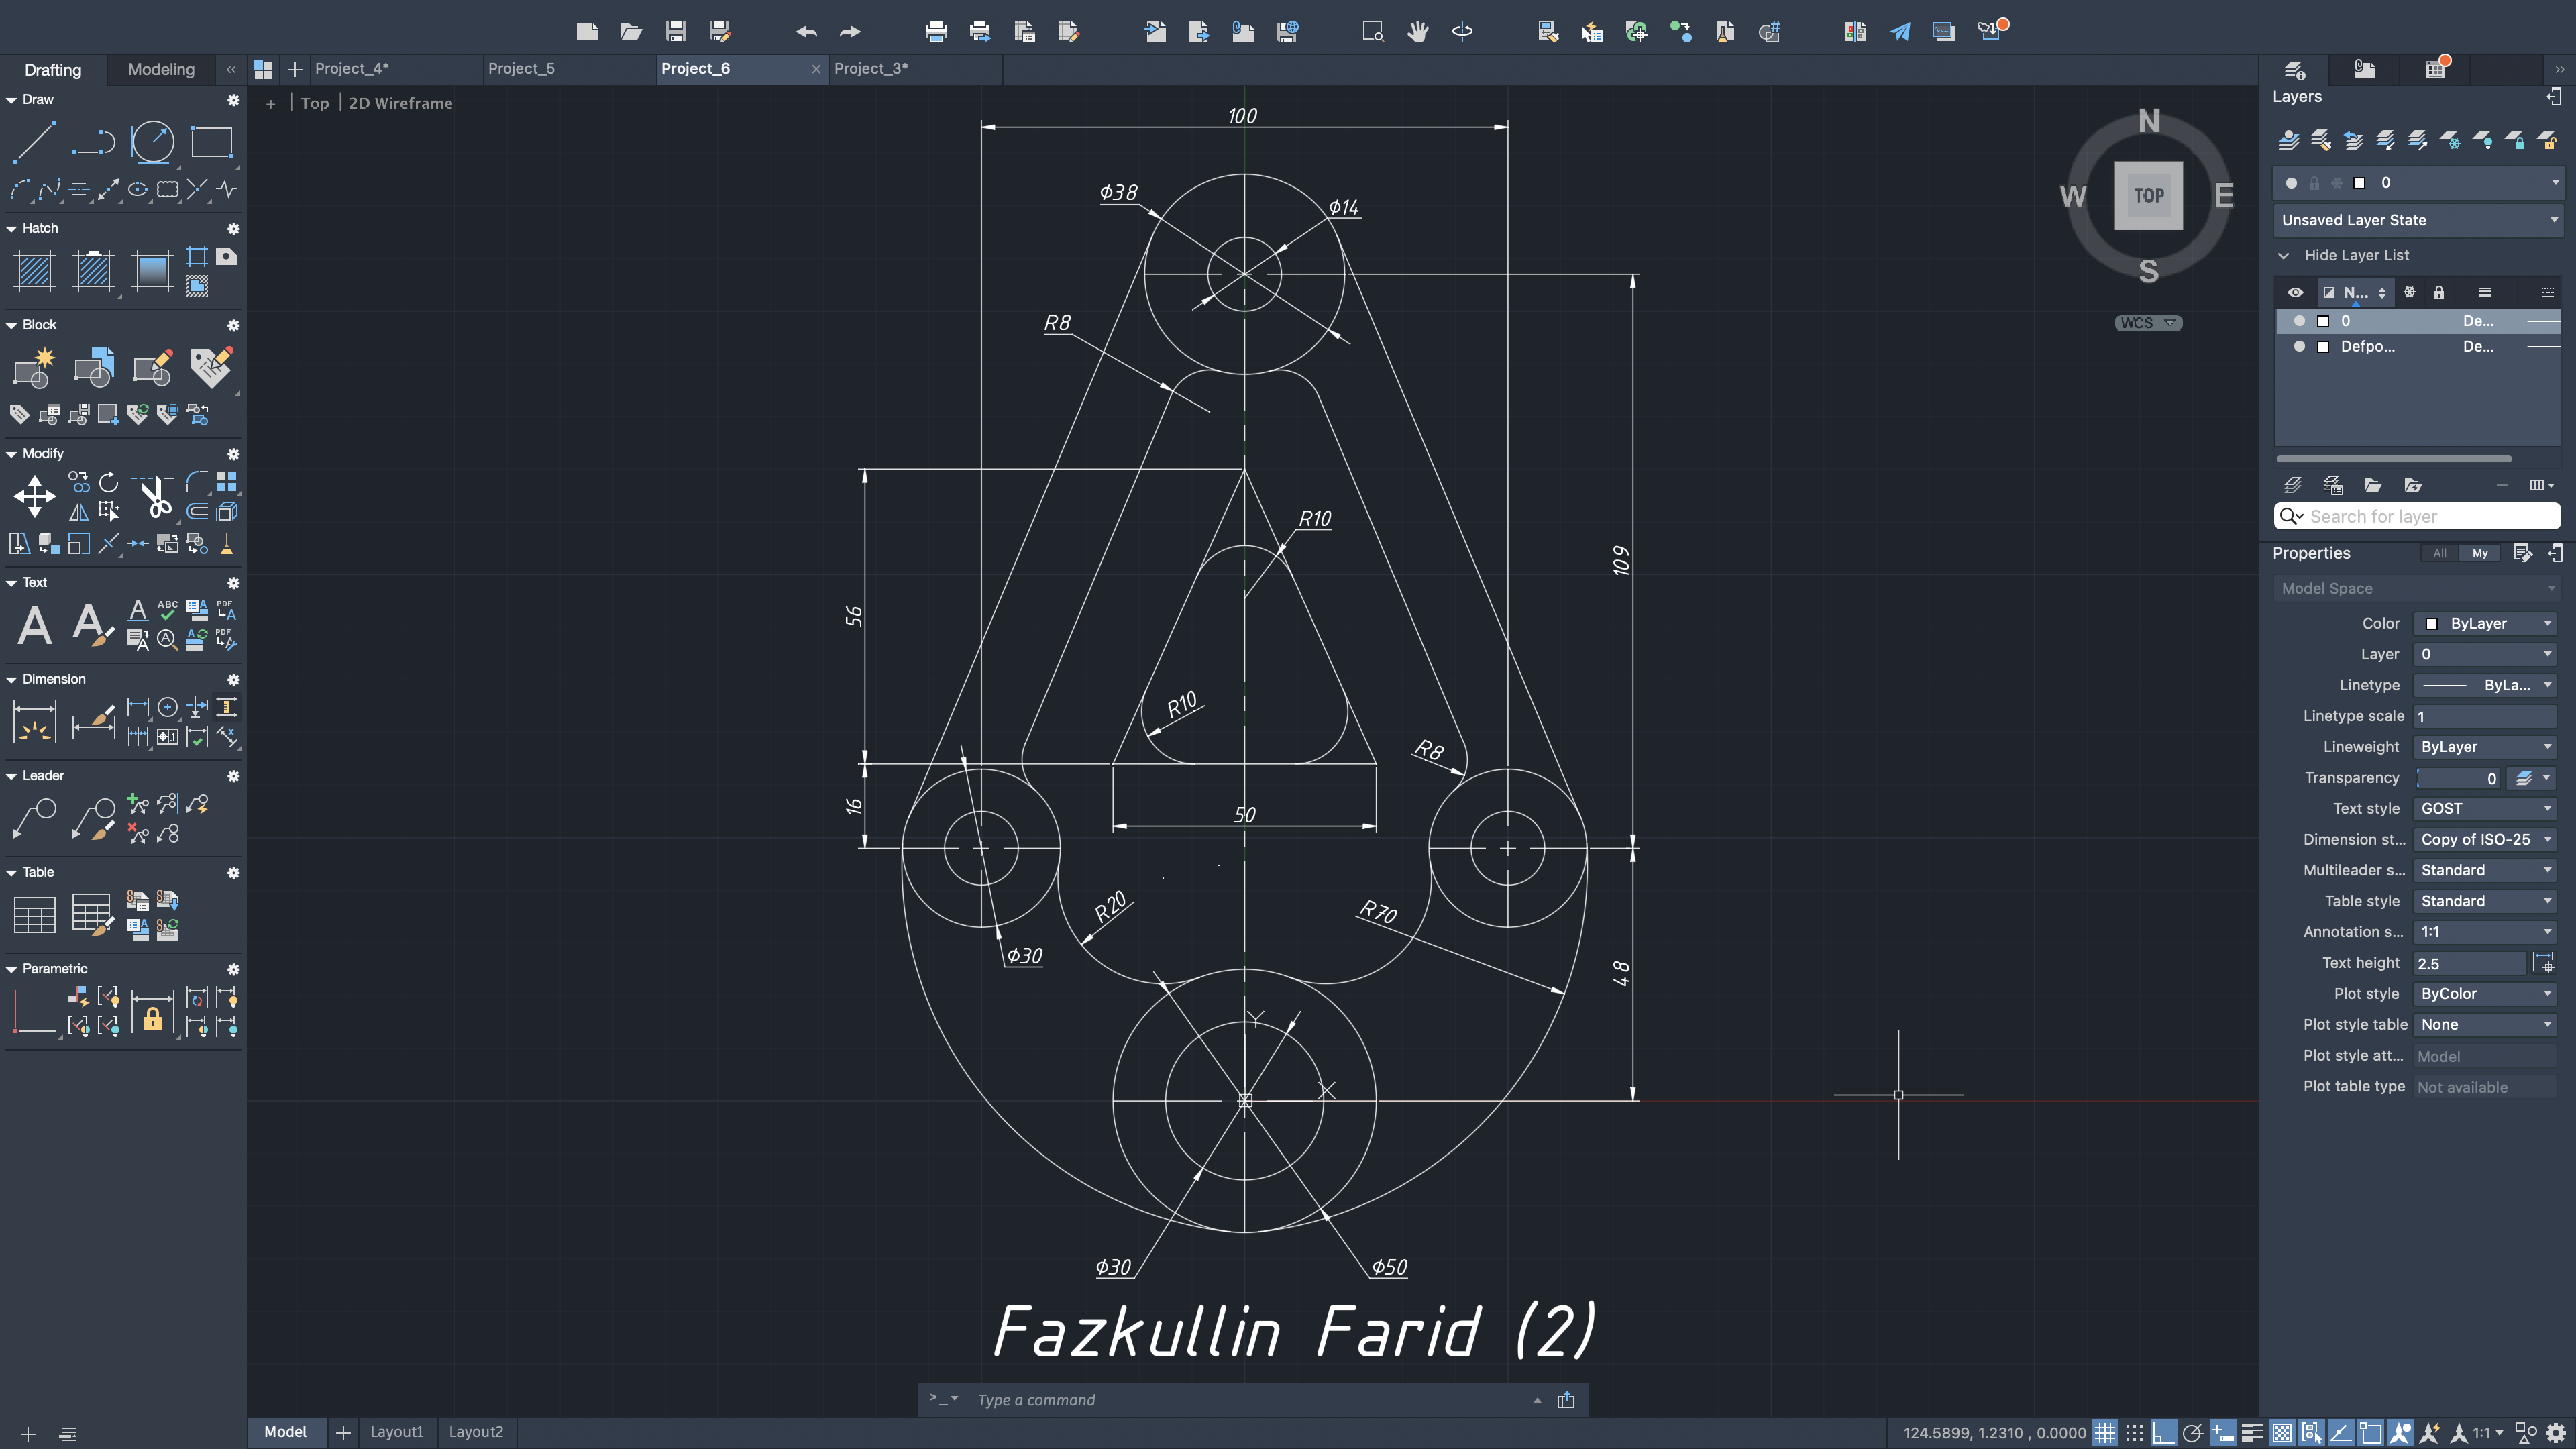 Drafting
Modeling
Project_4*
Project_5
Project_6
Project_3*
Draw
Hatch
Block
Modify
Text
Dimension
Leader
Table
Parametric
+ | Top | 2D Wireframe
100
Φ38
Φ14
R8
R10
109
56
R10
R8
50
16
R20
R70
Φ30
48
Y
X
Φ30
Φ50
Fazkullin Farid (2)
N
W
TOP
E
S
WCS
>_ Type a command
Model
Layout1
Layout2
124.5899, 1.2310 , 0.0000
1:1
Layers
0
Unsaved Layer State
Hide Layer List
N...
0 De...
Defpo... De...
Search for layer
Properties
All
My
Model Space
Color ByLayer
Layer 0
Linetype ByLa...
Linetype scale 1
Lineweight ByLayer
Transparency 0
Text style GOST
Dimension st... Copy of ISO-25
Multileader s... Standard
Table style Standard
Annotation s... 1:1
Text height 2.5
Plot style ByColor
Plot style table None
Plot style att... Model
Plot table type Not available